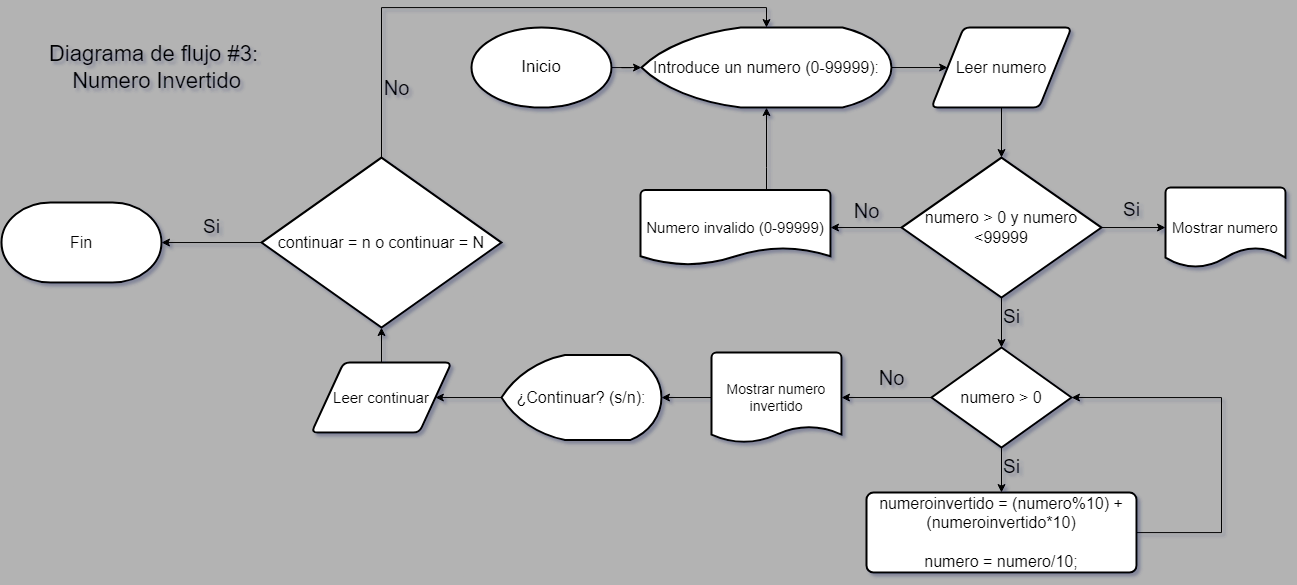 Diagrama de flujo #3:
Numero Invertido
Inicio
Introduce un numero (0-99999):
Leer numero
No
numero > 0 y numero
<99999
Si
Mostrar numero
No
Numero invalido (0-99999)
Si
numero > 0
Si
numeroinvertido = (numero%10) +
(numeroinvertido*10)
numero = numero/10;
No
Mostrar numero
invertido
¿Continuar? (s/n):
Leer continuar
continuar = n o continuar = N
Si
Fin